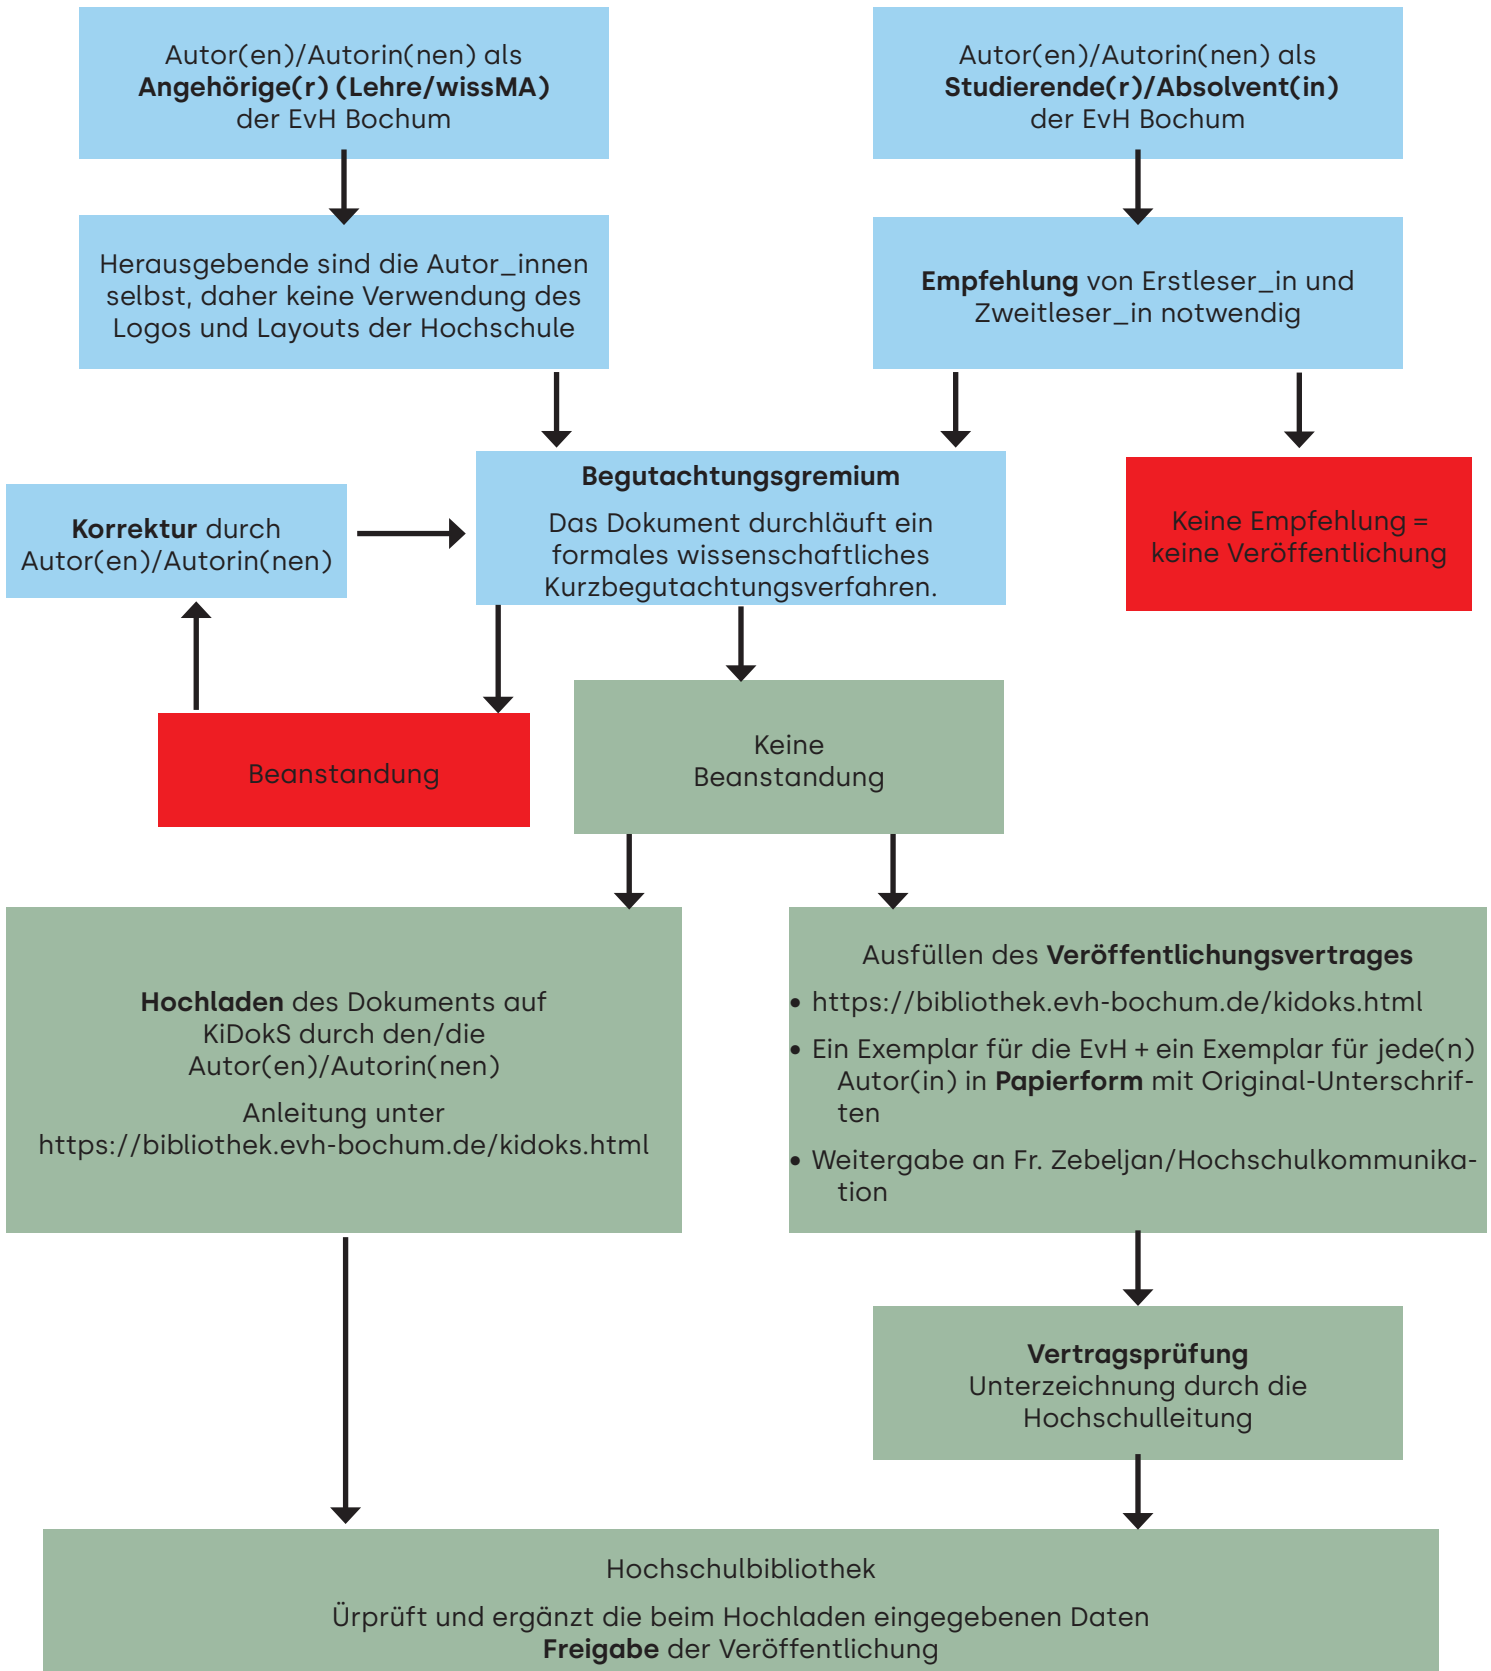 Autor(en)/Autorin(nen) als
Angehörige(r) (Lehre/wissMA)
der EvH Bochum
Autor(en)/Autorin(nen) als
Studierende(r)/Absolvent(in)
der EvH Bochum
Herausgebende sind die Autor_innen
selbst, daher keine Verwendung des
Logos und Layouts der Hochschule
Empfehlung von Erstleser_in und
Zweitleser_in notwendig
Korrektur durch
Autor(en)/Autorin(nen)
Begutachtungsgremium
Das Dokument durchläuft ein
formales wissenschaftliches
Kurzbegutachtungsverfahren.
Keine Empfehlung =
keine Veröffentlichung
Beanstandung
Keine
Beanstandung
Hochladen des Dokuments auf
KiDokS durch den/die
Autor(en)/Autorin(nen)
Anleitung unter
https://bibliothek.evh-bochum.de/kidoks.html
Ausfüllen des Veröffentlichungsvertrages
• https://bibliothek.evh-bochum.de/kidoks.html
• Ein Exemplar für die EvH + ein Exemplar für jede(n)
Autor(in) in Papierform mit Original-Unterschrif-
ten
• Weitergabe an Fr. Zebeljan/Hochschulkommunika-
tion
Vertragsprüfung
Unterzeichnung durch die
Hochschulleitung
Hochschulbibliothek
Ürprüft und ergänzt die beim Hochladen eingegebenen Daten
Freigabe der Veröffentlichung